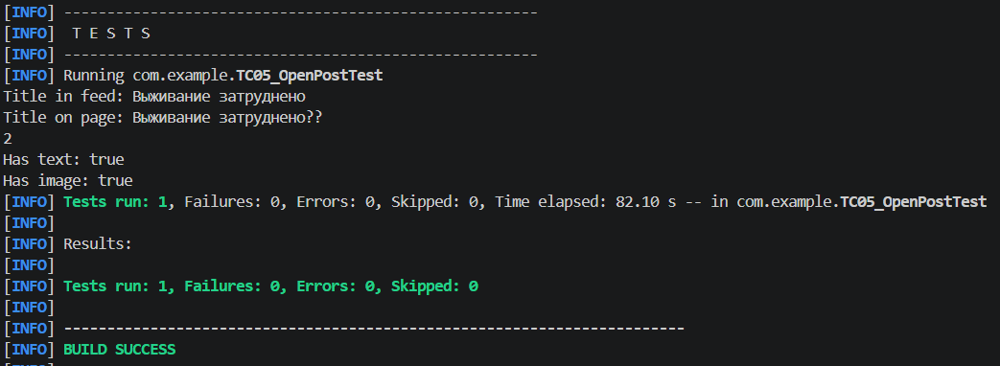 [INFO] -------------------------------------------------------
[INFO]  T E S T S
[INFO] -------------------------------------------------------
[INFO] Running com.example.TC05_OpenPostTest
Title in feed: Выживание затруднено
Title on page: Выживание затруднено??
2
Has text: true
Has image: true
[INFO] Tests run: 1, Failures: 0, Errors: 0, Skipped: 0, Time elapsed: 82.10 s -- in com.example.TC05_OpenPostTest
[INFO]
[INFO] Results:
[INFO]
[INFO] Tests run: 1, Failures: 0, Errors: 0, Skipped: 0
[INFO]
[INFO] ------------------------------------------------------------------------
[INFO] BUILD SUCCESS